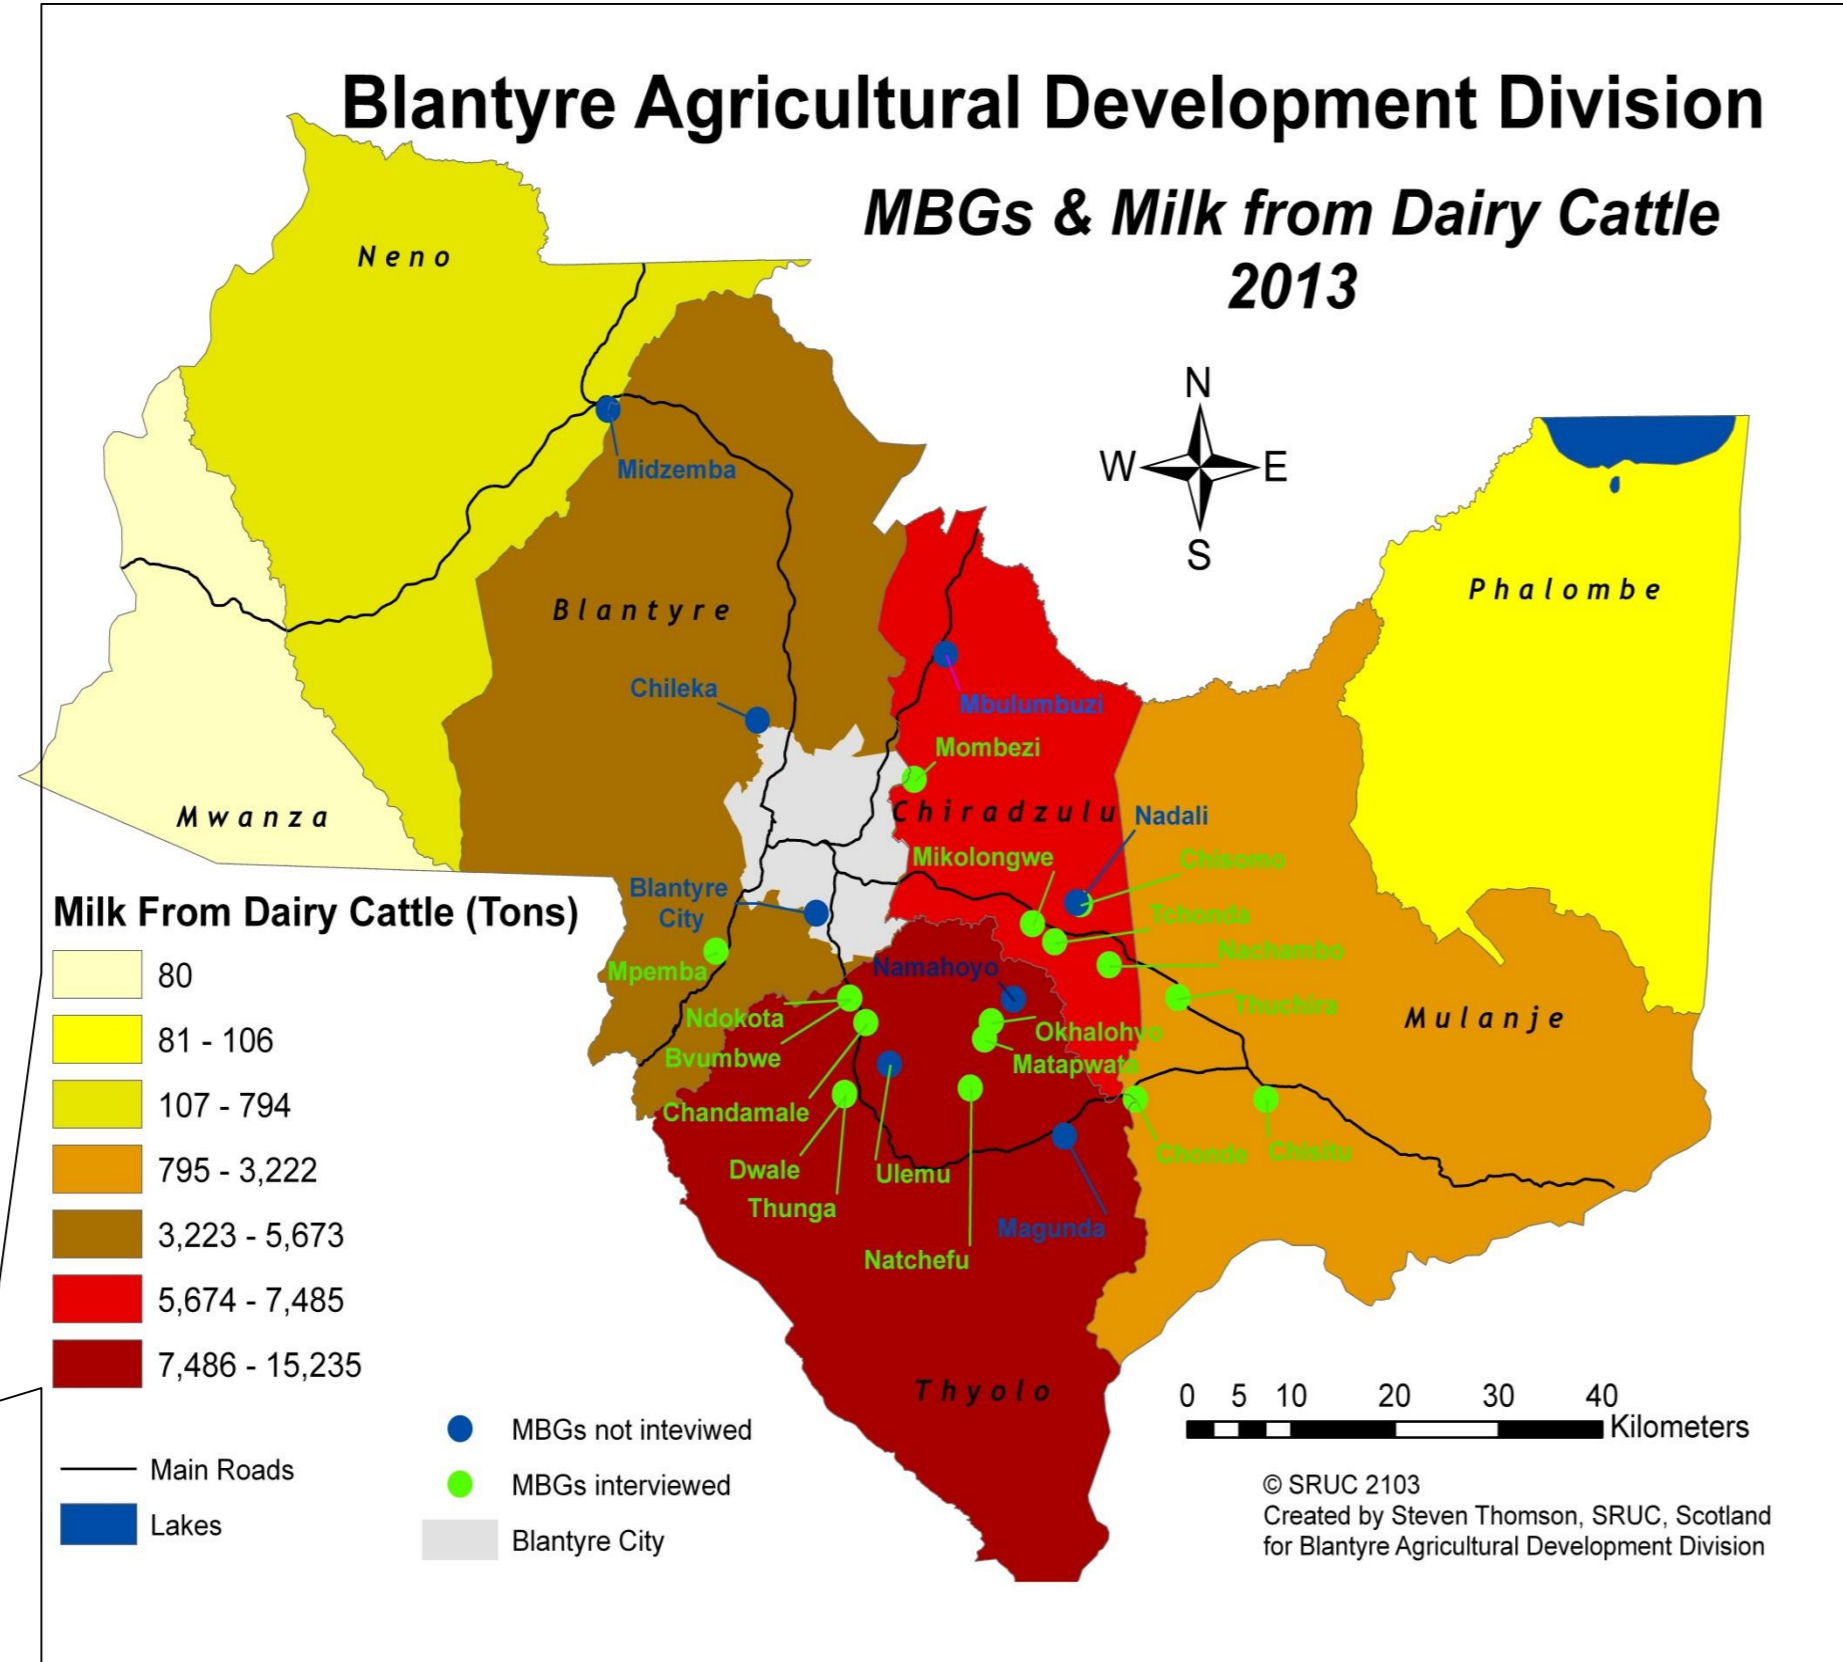 Blantyre Agricultural Development Division
MBGs & Milk from Dairy Cattle
2013
Neno
N
W
E
S
Midzemba
Phalombe
Blantyre
Chileka
Mbulumbuzi
Mombezi
Mwanza
Chiradzulu
Nadali
Mikolongwe
Chisomo
Blantyre
City
Tchonda
Nachambo
Mpemba
Namahoyo
Thuchira
Ndokota
Mulanje
Okhalohvo
Bvumbwe
Matapwata
Chandamale
Chonde
Chisitu
Dwale
Ulemu
Thunga
Magunda
Natchefu
Thyolo
Milk From Dairy Cattle (Tons)
80
81 - 106
107 - 794
795 - 3,222
3,223 - 5,673
5,674 - 7,485
7,486 - 15,235
Main Roads
Lakes
MBGs not inteviwed
MBGs interviewed
Blantyre City
0 5 10 20 30 40
Kilometers
© SRUC 2103
Created by Steven Thomson, SRUC, Scotland
for Blantyre Agricultural Development Division